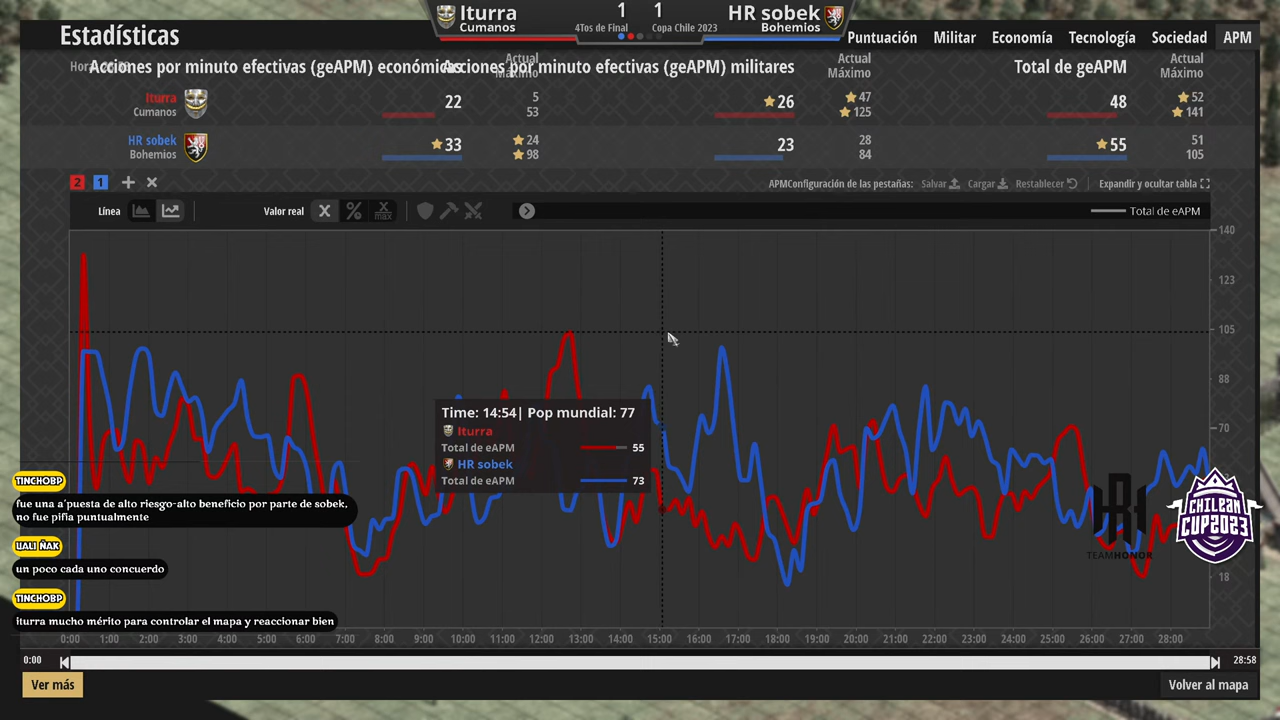 Iturra
Cumanos
1 1
4Tos de Final
Copa Chile 2023
HR sobek
Bohemios
Estadísticas
Puntuación Militar Economía Tecnología Sociedad APM
Acciones por minuto efectivas (geAPM) económicas
Actual
Máximo
Acciones por minuto efectivas (geAPM) militares
Actual
Máximo
Total de geAPM
Actual
Máximo
Iturra
Cumanos
22
5
53
26
47
125
48
52
141
HR sobek
Bohemios
33
24
98
23
28
84
55
51
105
2 1
APMConfiguración de las pestañas: Salvar Cargar Restablecer Expandir y ocultar tabla
Línea Valor real X % X max
Total de eAPM
140
123
105
88
70
18
Time: 14:54| Pop mundial: 77
Iturra
Total de eAPM 55
HR sobek
Total de eAPM 73
TINCHOBP
fue una a´puesta de alto riesgo-alto beneficio por parte de sobek,
no fue pifia puntualmente
UALI ÑAK
un poco cada uno concuerdo
TINCHOBP
iturra mucho mérito para controlar el mapa y reaccionar bien
TEAMHONOR
CHILEAN
CUP2023
0:00 1:00 2:00 3:00 4:00 5:00 6:00 7:00 8:00 9:00 10:00 11:00 12:00 13:00 14:00 15:00 16:00 17:00 18:00 19:00 20:00 21:00 22:00 23:00 24:00 25:00 26:00 27:00 28:00
0:00
28:58
Ver más
Volver al mapa